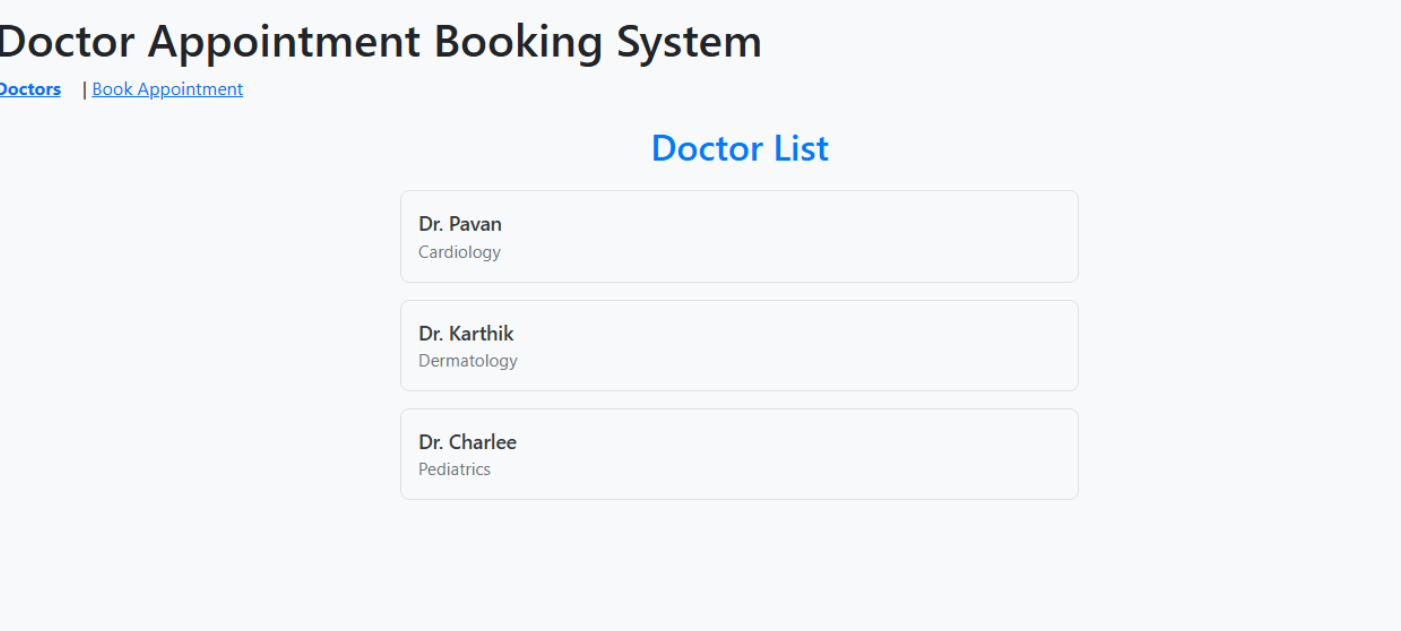 Doctor Appointment Booking System
Doctors | Book Appointment
Doctor List
Dr. Pavan
Cardiology
Dr. Karthik
Dermatology
Dr. Charlee
Pediatrics